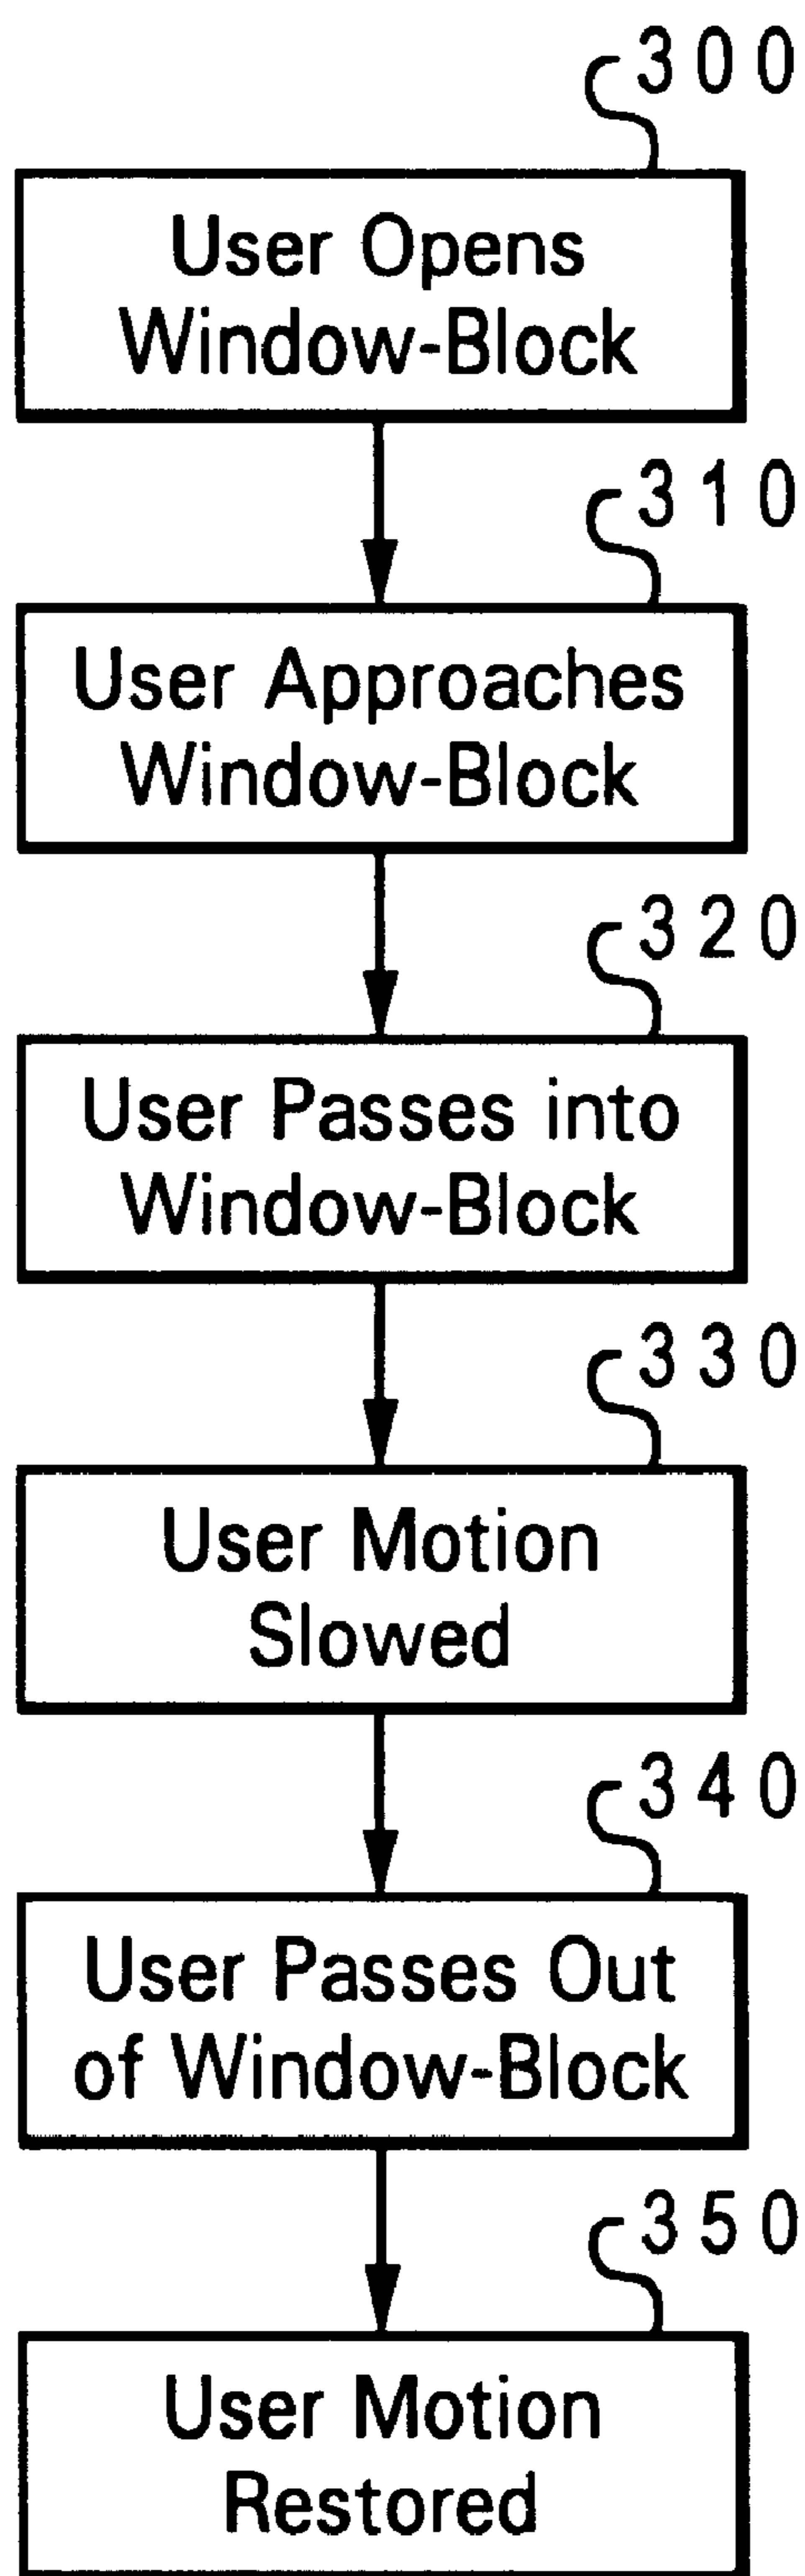 300
User Opens
Window-Block
310
User Approaches
Window-Block
320
User Passes into
Window-Block
330
User Motion
Slowed
340
User Passes Out
of Window-Block
350
User Motion
Restored